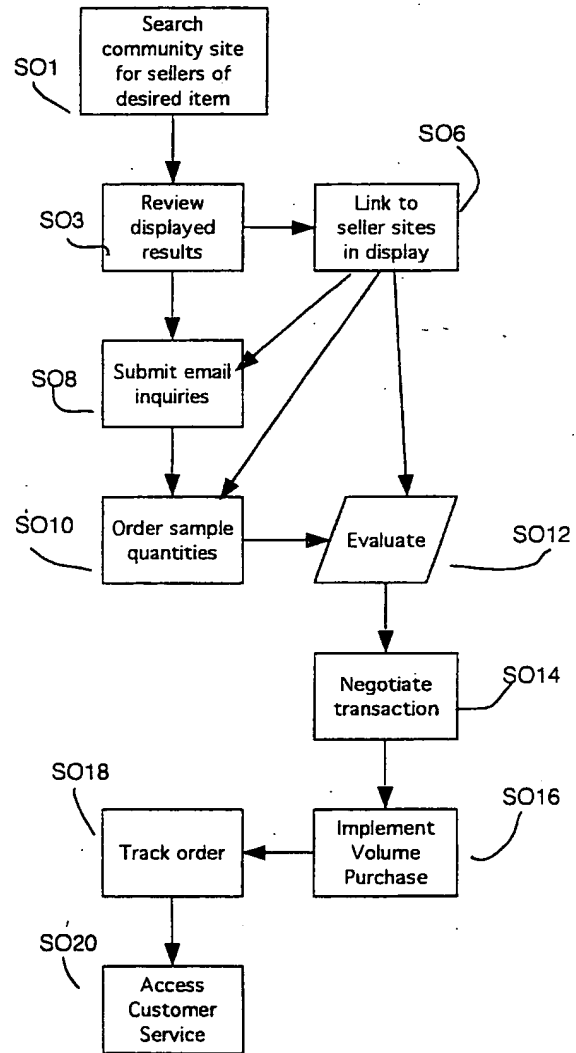 Search
community site
for sellers of
desired item
SO1
SO6
Review
displayed
results
Link to
seller sites
in display
SO3
Submit email
inquiries
SO8
SO10
Order sample
quantities
Evaluate
SO12
Negotiate
transaction
SO14
SO18
SO16
Track order
Implement
Volume
Purchase
SO20
Access
Customer
Service